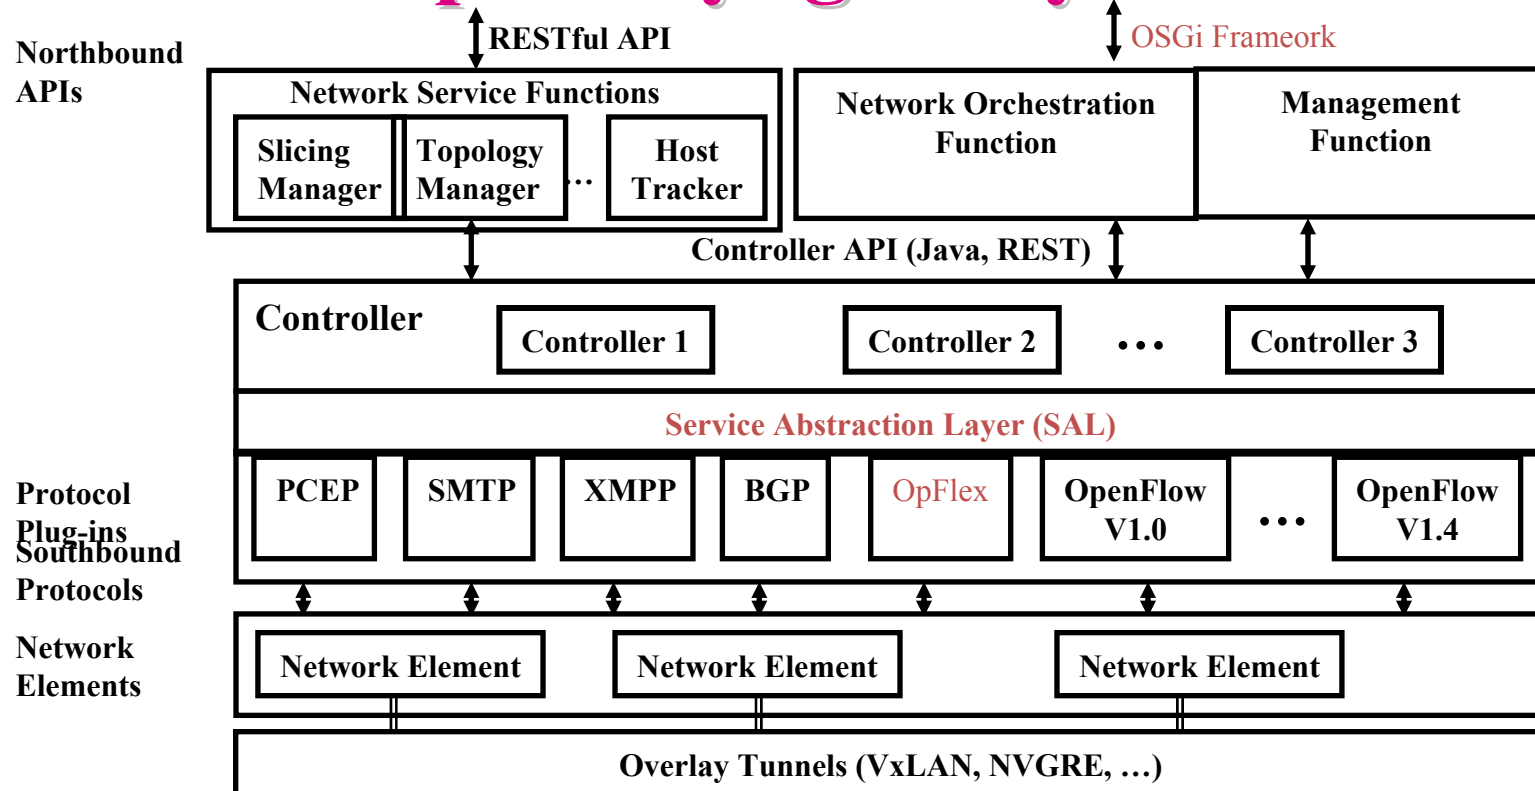 RESTful API
OSGi Frameork
Northbound
APIs
Network Service Functions
Slicing
Manager
Topology
Manager
...
Host
Tracker
Network Orchestration
Function
Management
Function
Controller API (Java, REST)
Controller
Controller 1
Controller 2
...
Controller 3
Service Abstraction Layer (SAL)
Protocol
Plug-ins
PCEP
SMTP
XMPP
BGP
OpFlex
OpenFlow
V1.0
...
OpenFlow
V1.4
Southbound
Protocols
Network
Elements
Network Element
Network Element
Network Element
Overlay Tunnels (VxLAN, NVGRE, …)